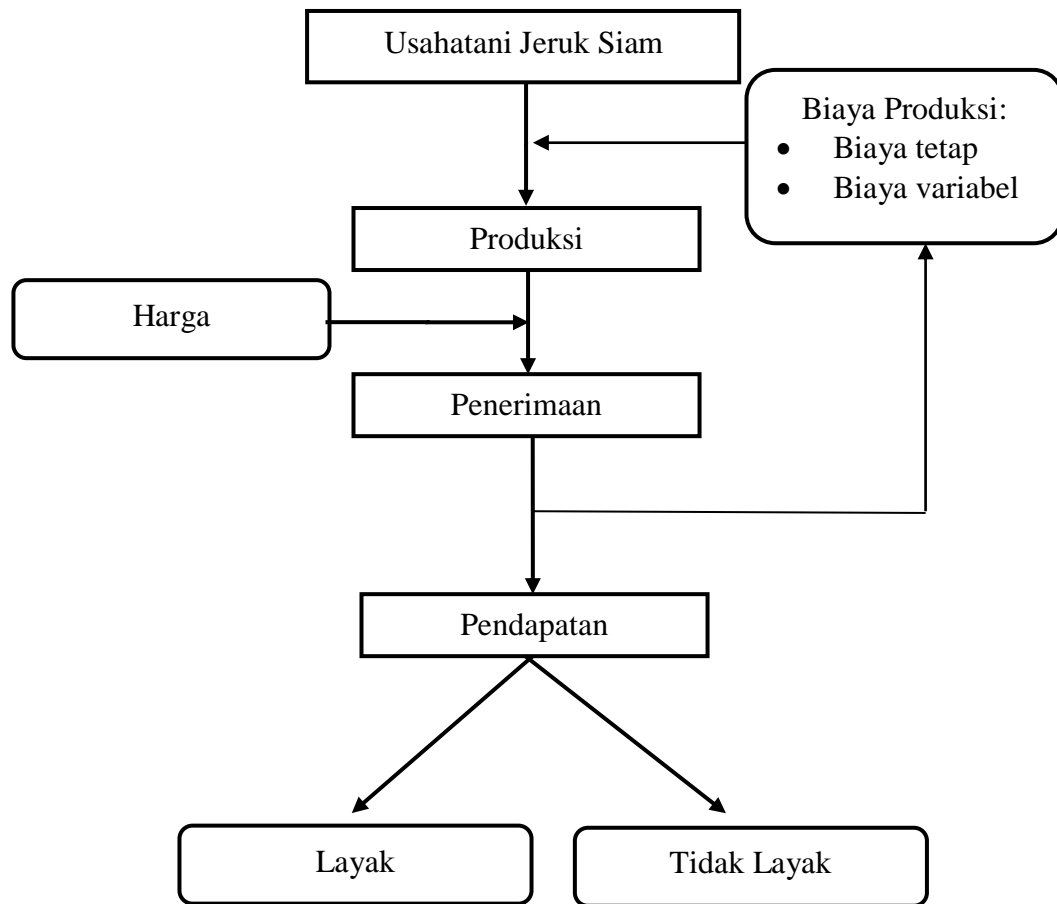 Usahatani Jeruk Siam
Biaya Produksi:
• Biaya tetap
• Biaya variabel
Produksi
Harga
Penerimaan
Pendapatan
Layak
Tidak Layak